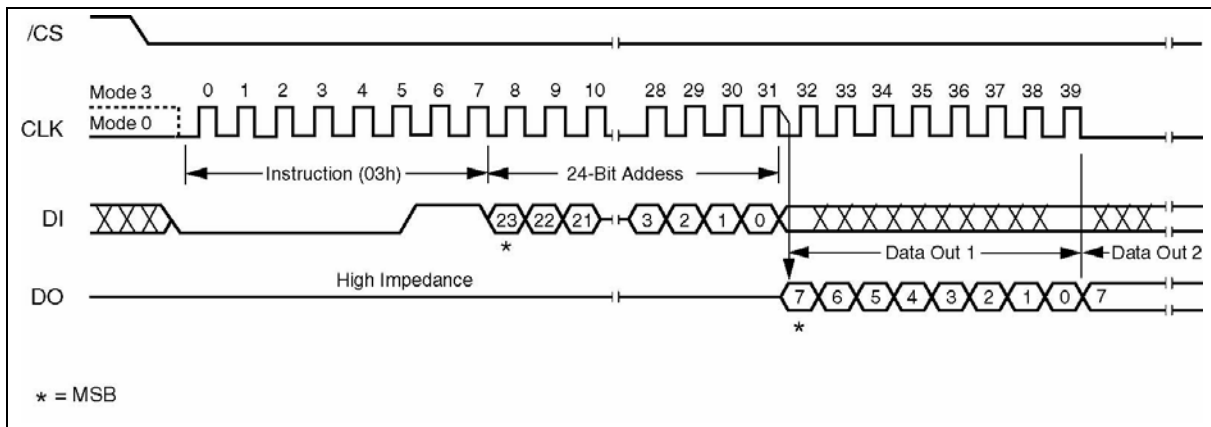 /CS
Mode 3
0 1 2 3 4 5 6 7 8 9 10 28 29 30 31 32 33 34 35 36 37 38 39
CLK
Mode 0
Instruction (03h)
24-Bit Addess
DI
23 22 21 3 2 1 0
*
Data Out 1
Data Out 2
High Impedance
DO
7 6 5 4 3 2 1 0 7
*
* = MSB